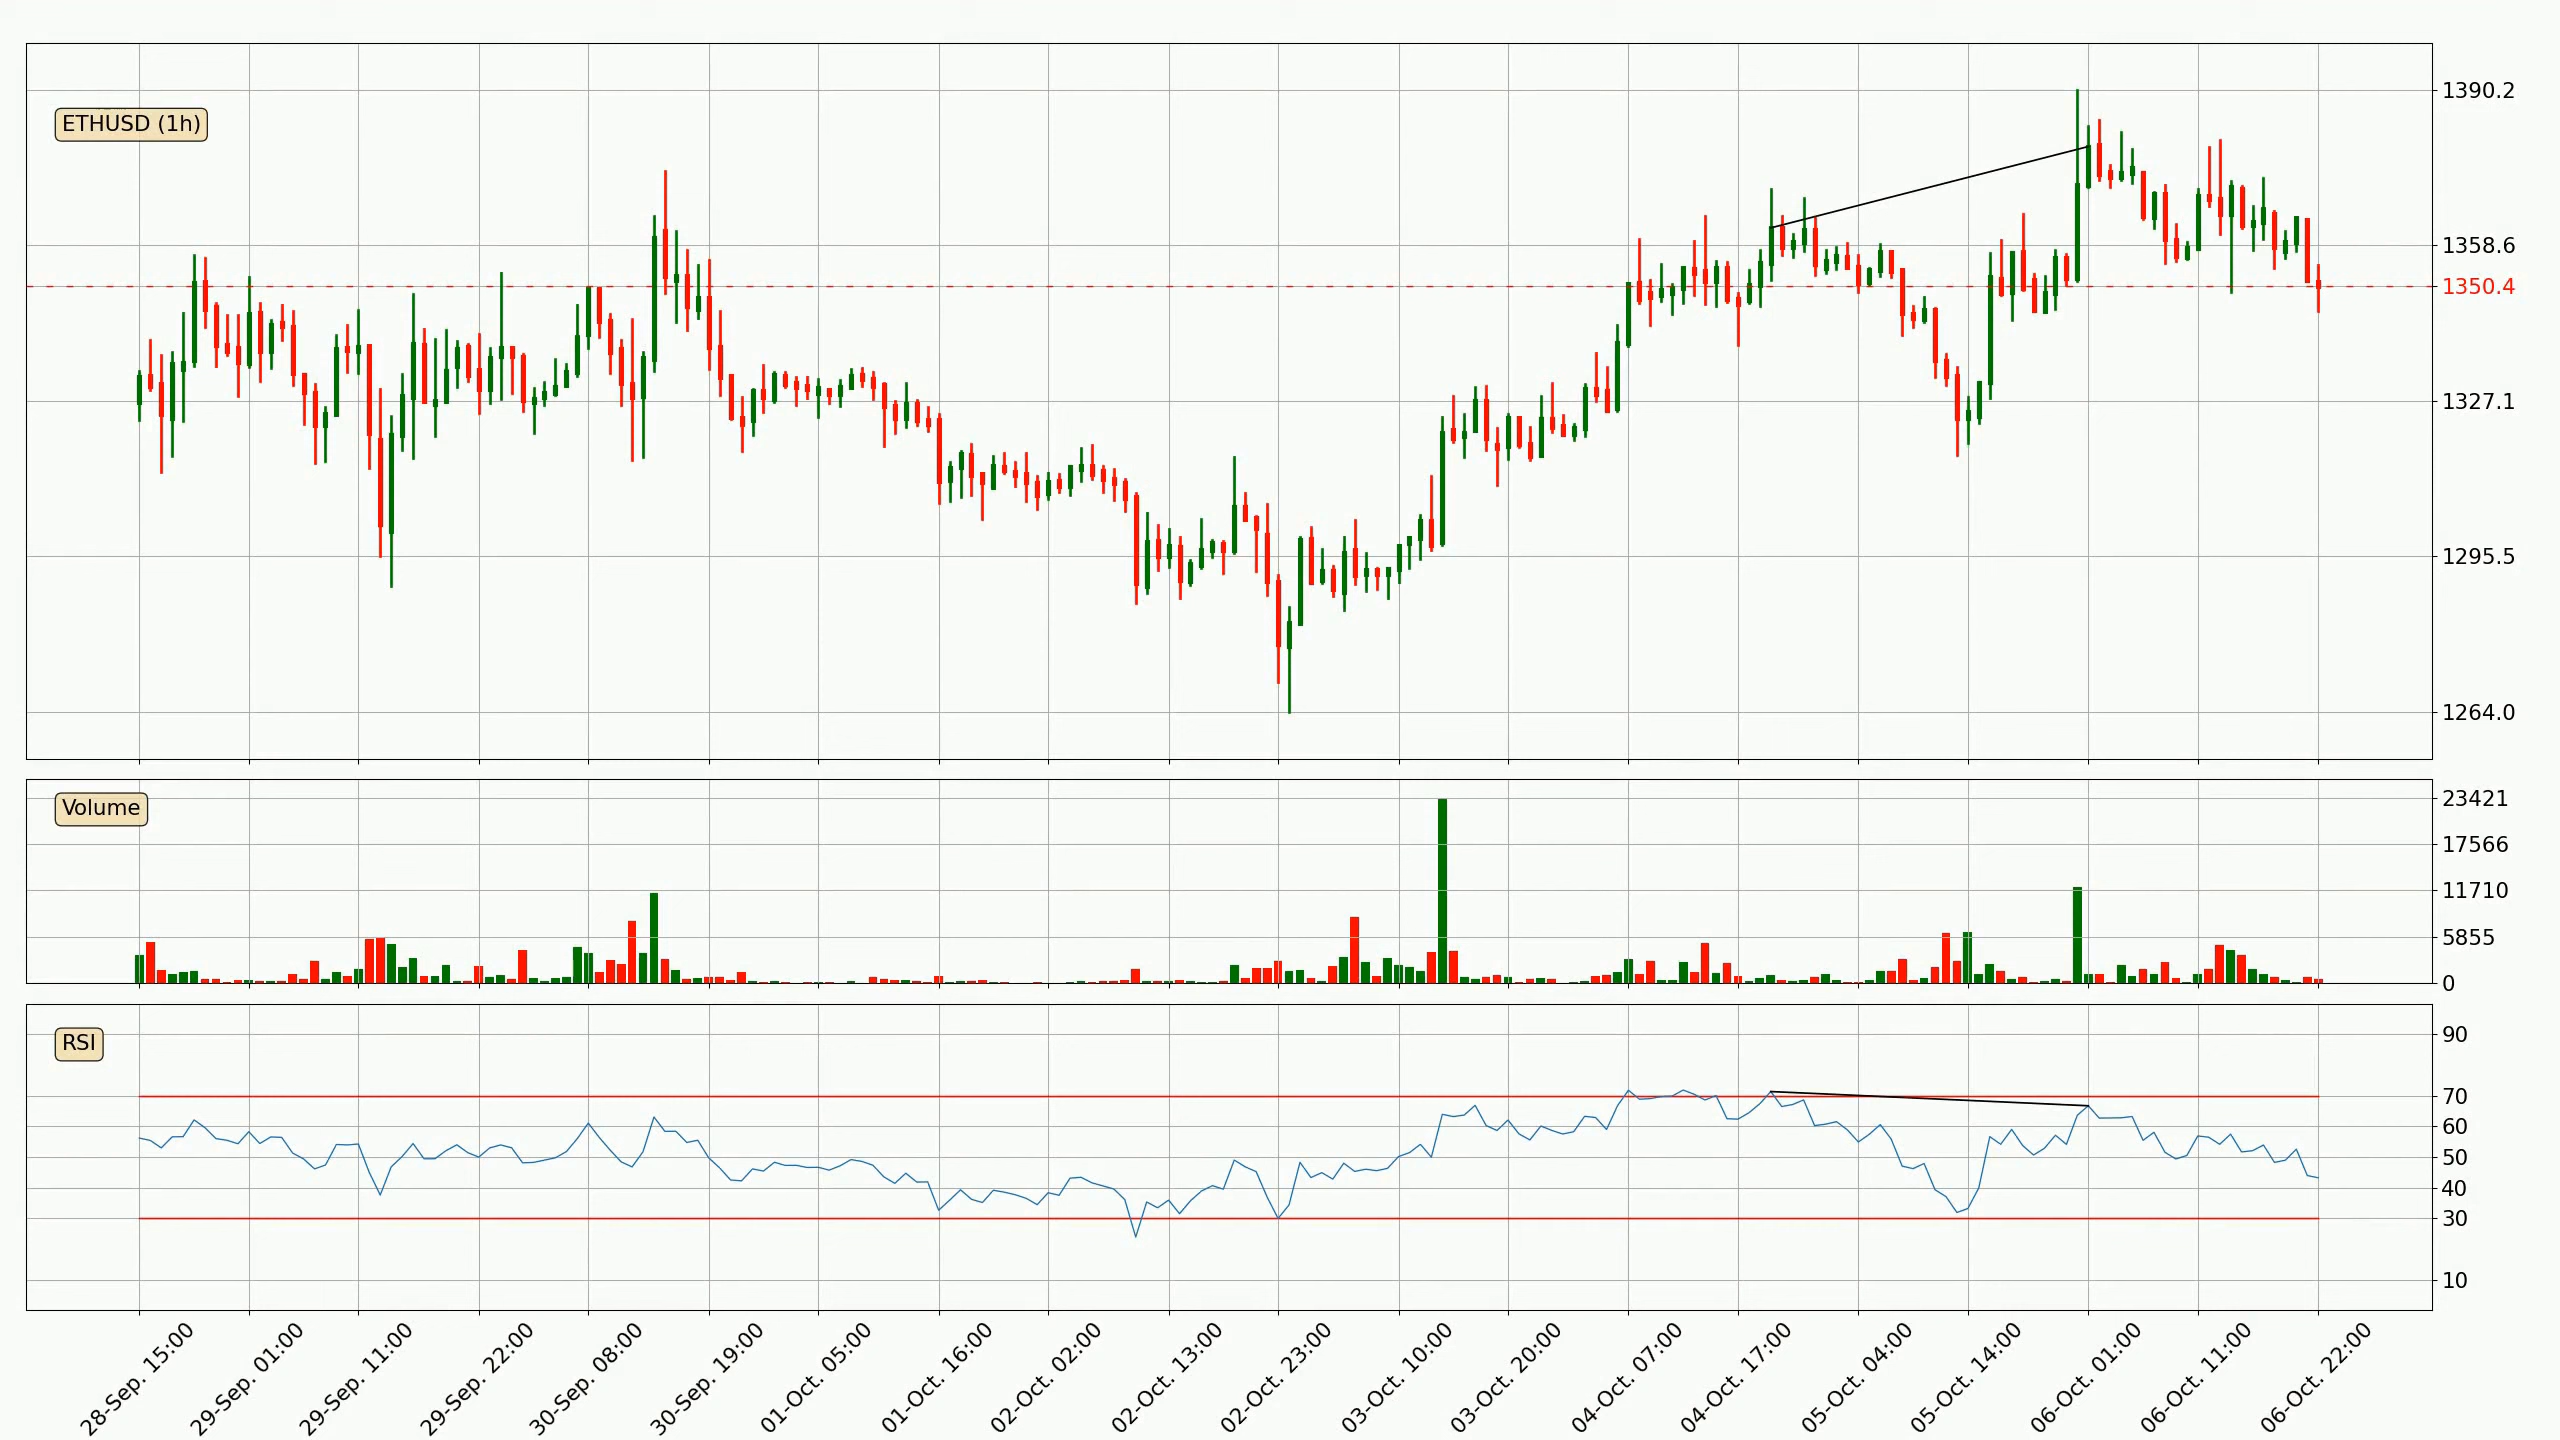 ETHUSD (1h)
1390.2
1358.6
1350.4
1327.1
1295.5
1264.0
Volume
23421
17566
11710
5855
0
RSI
90
70
60
50
40
30
10
28-Sep. 15:00
29-Sep. 01:00
29-Sep. 11:00
29-Sep. 22:00
30-Sep. 08:00
30-Sep. 19:00
01-Oct. 05:00
01-Oct. 16:00
02-Oct. 02:00
02-Oct. 13:00
02-Oct. 23:00
03-Oct. 10:00
03-Oct. 20:00
04-Oct. 07:00
04-Oct. 17:00
05-Oct. 04:00
05-Oct. 14:00
06-Oct. 01:00
06-Oct. 11:00
06-Oct. 22:00